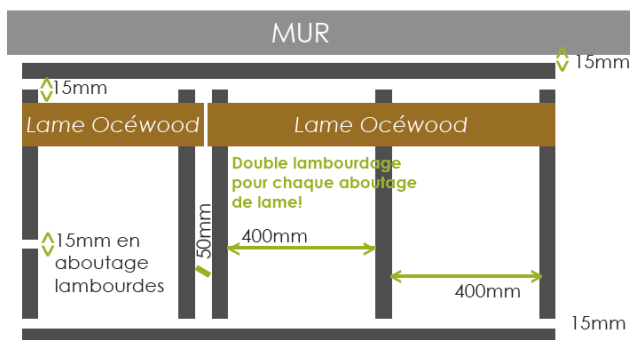 MUR
15mm
15mm
Lame Océwood
Lame Océwood
Double lambourdage
pour chaque aboutage
de lame!
50mm
400mm
15mm en
aboutage
lambourdes
400mm
15mm